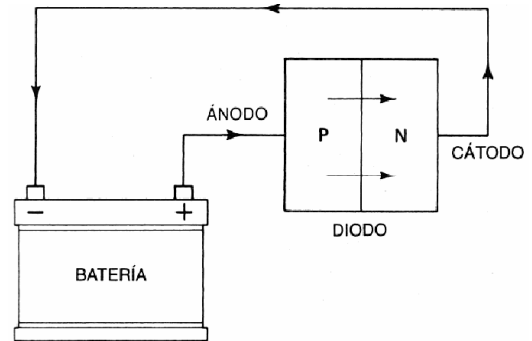 ÁNODO
P N
CÁTODO
DIODO
- +
BATERÍA